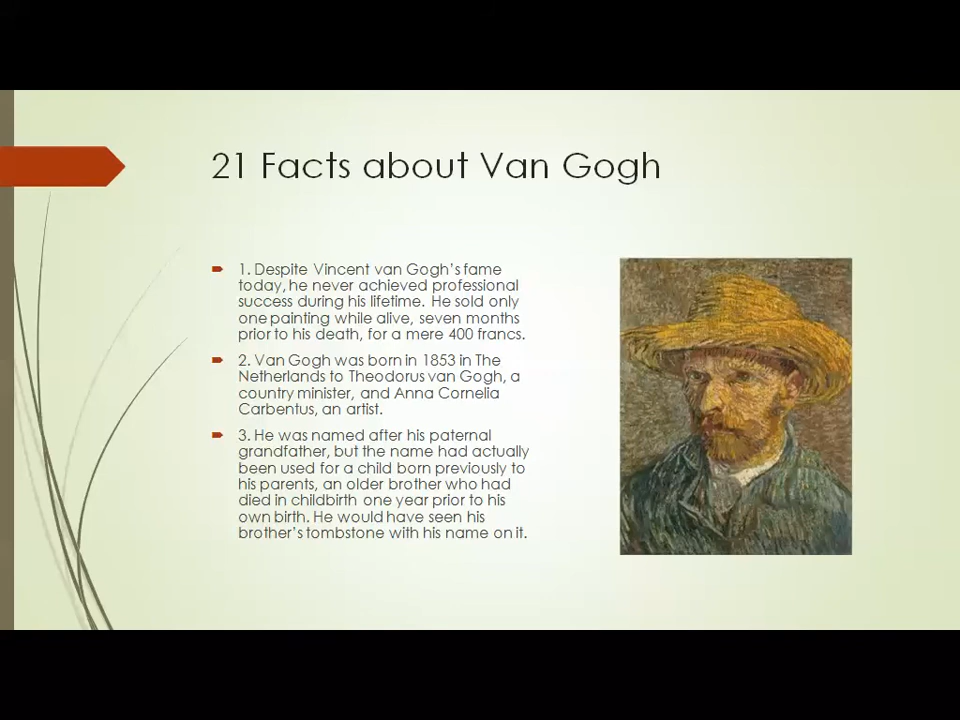 21 Facts about Van Gogh
1. Despite Vincent van Gogh's fame
today, he never achieved professional
success during his lifetime. He sold only
one painting while alive, seven months
prior to his death, for a mere 400 francs.
2. Van Gogh was born in 1853 in The
Netherlands to Theodorus van Gogh, a
country minister, and Anna Cornelia
Carbentus, an artist.
3. He was named after his paternal
grandfather, but the name had actually
been used for a child born previously to
his parents, an older brother who had
died in childbirth one year prior to his
own birth. He would have seen his
brother's tombstone with his name on it.